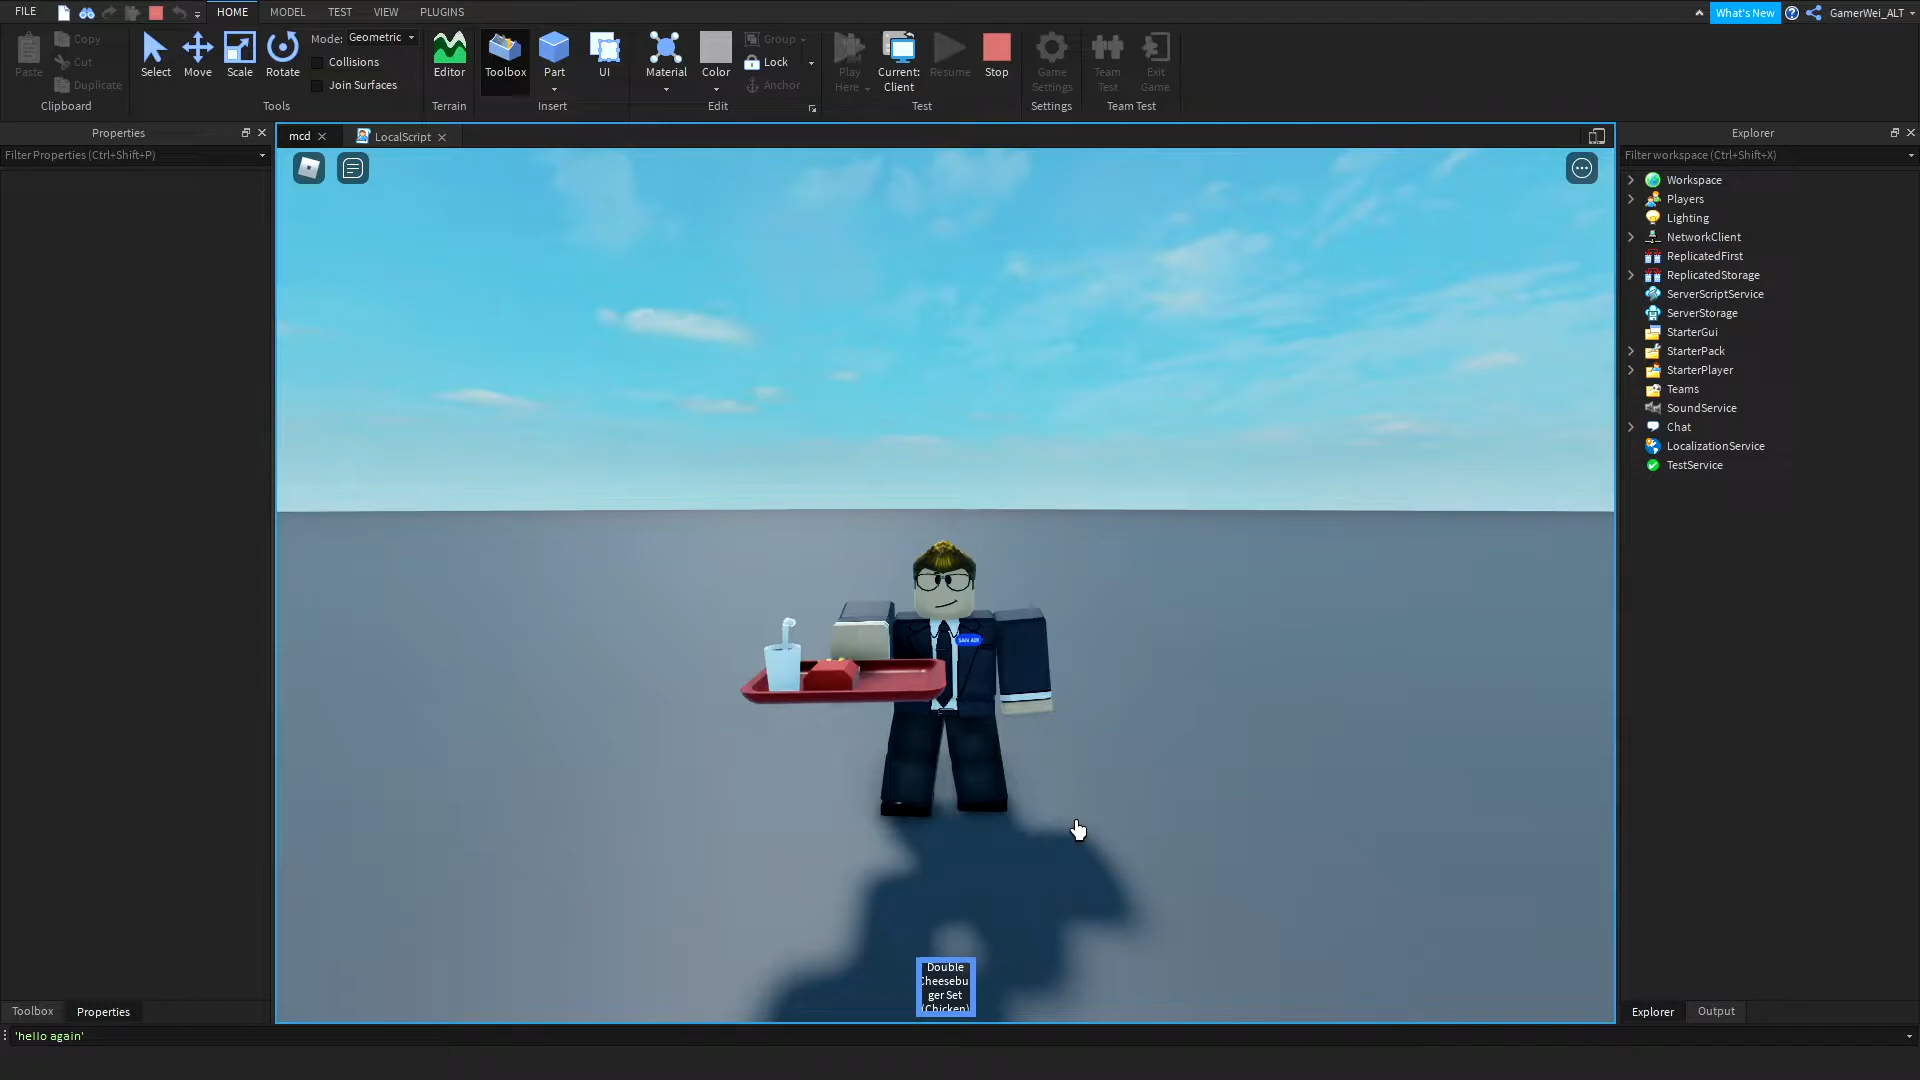 FILE
HOME
MODEL
TEST
VIEW
PLUGINS
What's New
GamerWei_ALT
Paste
Copy
Cut
Duplicate
Clipboard
Select
Move
Scale
Rotate
Mode: Geometric
Collisions
Join Surfaces
Tools
Editor
Terrain
Toolbox
Part
UI
Insert
Material
Color
Group
Lock
Anchor
Edit
Play
Here
Current:
Client
Resume
Stop
Test
Game
Settings
Settings
Team
Test
Exit
Game
Team Test
Properties
Filter Properties (Ctrl+Shift+P)
mcd
LocalScript
Explorer
Filter workspace (Ctrl+Shift+X)
Workspace
Players
Lighting
NetworkClient
ReplicatedFirst
ReplicatedStorage
ServerScriptService
ServerStorage
StarterGui
StarterPack
StarterPlayer
Teams
SoundService
Chat
LocalizationService
TestService
SAN AIR
Double
Cheesebu
ger Set
(Chicken)
Toolbox
Properties
Explorer
Output
'hello again'